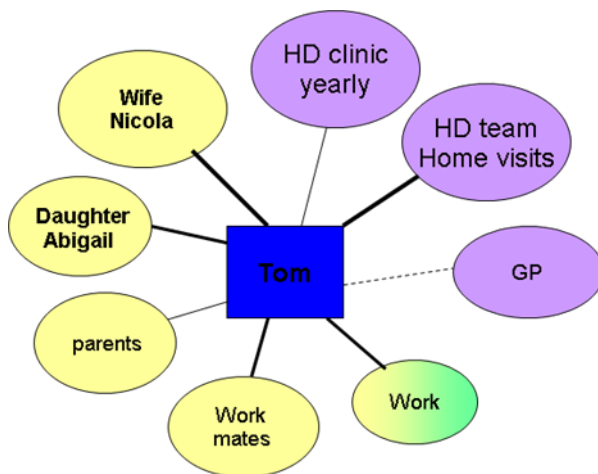 HD clinic
yearly
Wife
Nicola
HD team
Home visits
Daughter
Abigail
Tom
GP
parents
Work
mates
Work